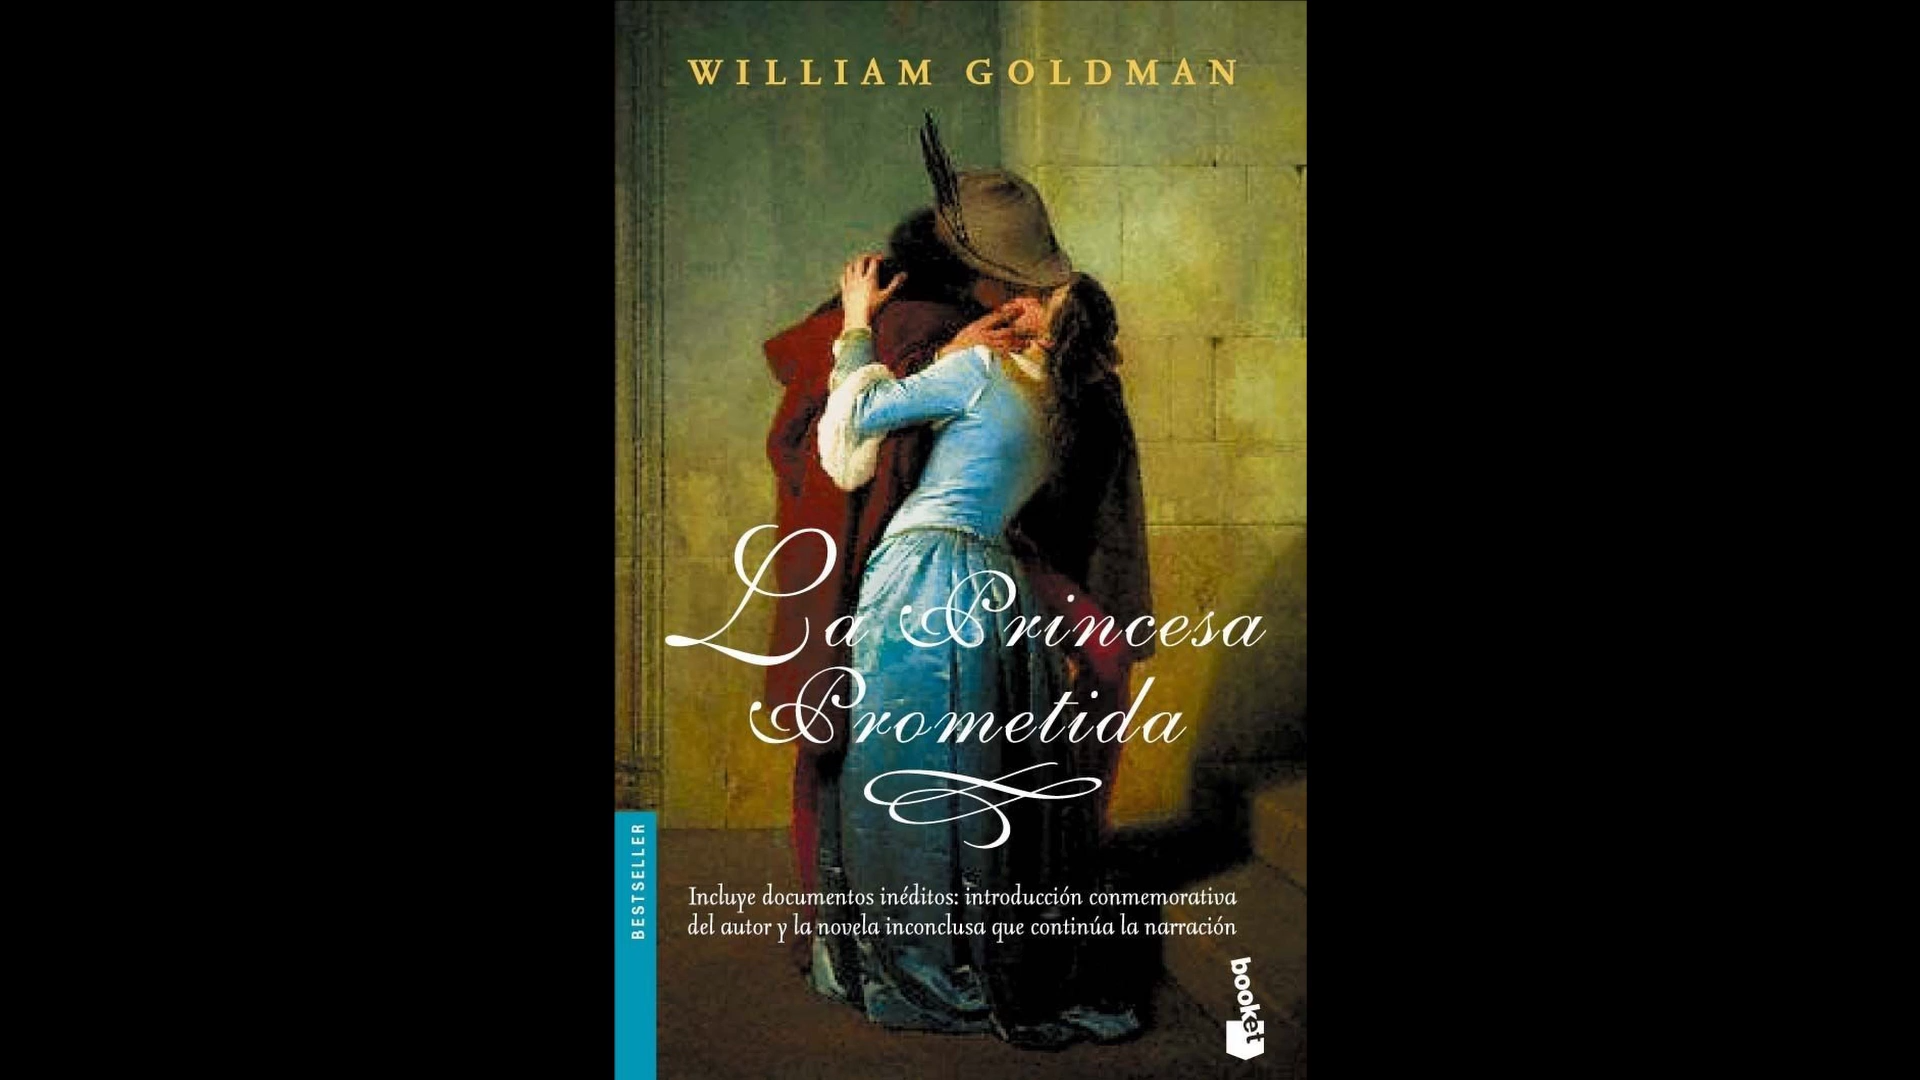 WILLIAM GOLDMAN
La Princesa
Prometida
BESTSELLER
Incluye documentos inéditos: introducción conmemorativa
del autor y la novela inconclusa que continúa la narración
booket